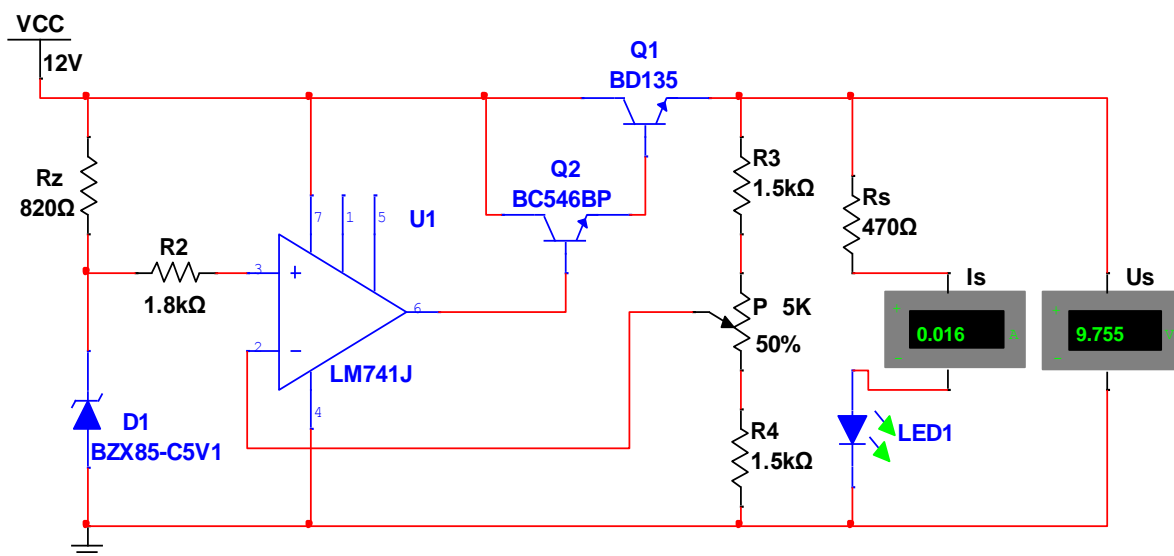 VCC
12V
Q1
BD135
Rz
820Ω
Q2
BC546BP
R3
1.5kΩ
Rs
470Ω
7
1
5
U1
R2
1.8kΩ
3
+
6
2
−
LM741J
4
P 5K
50%
Is
+
0.016 A
−
Us
+
9.755 V
−
D1
BZX85-C5V1
R4
1.5kΩ
LED1